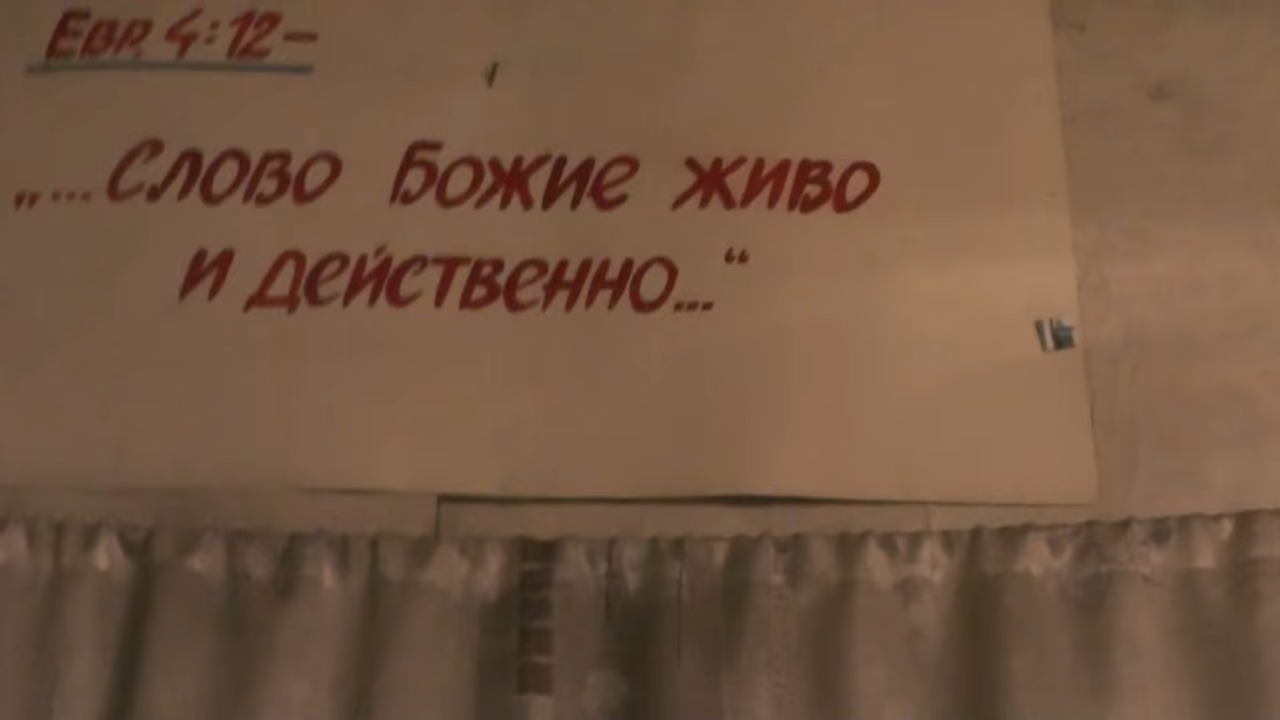 Евр. 4:12–
„...Слово Божие живо
и действенно...“